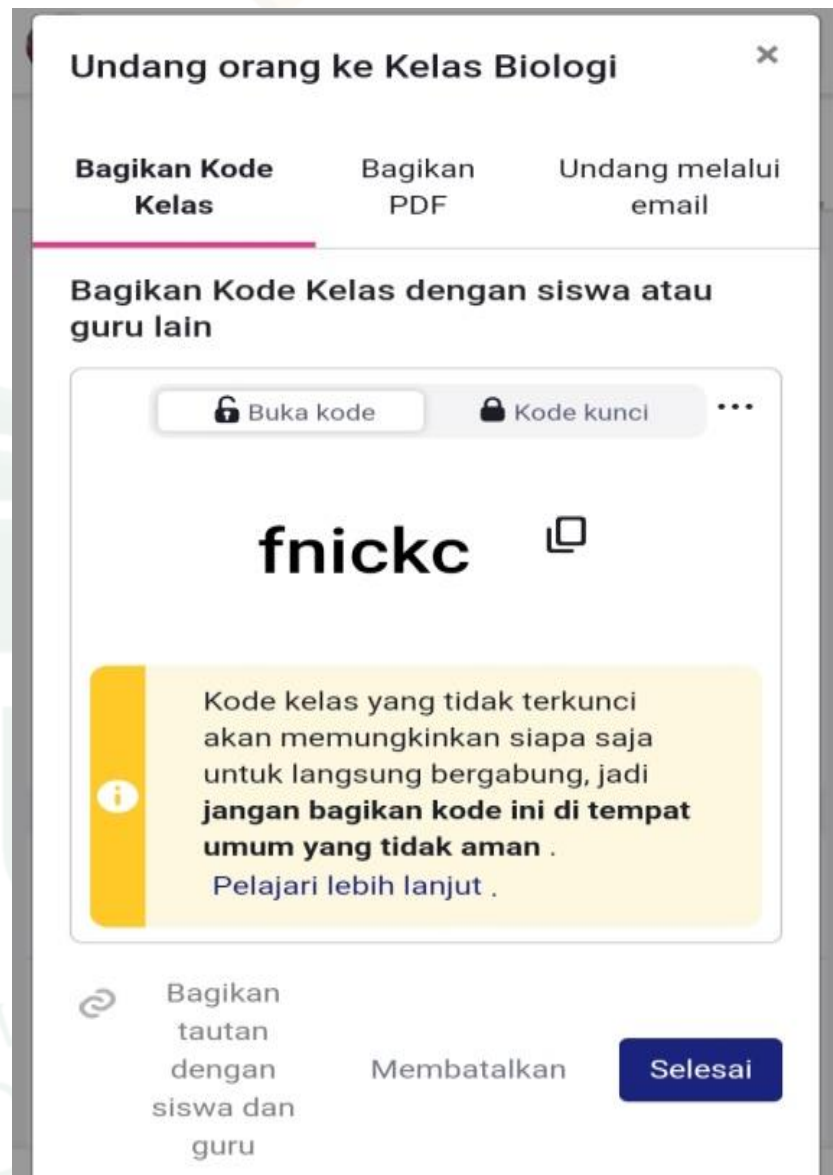 Undang orang ke Kelas Biologi ×
Bagikan Kode
Kelas
Bagikan
PDF
Undang melalui
email
Bagikan Kode Kelas dengan siswa atau
guru lain
Buka kode
Kode kunci
fnickc
Kode kelas yang tidak terkunci
akan memungkinkan siapa saja
untuk langsung bergabung, jadi
jangan bagikan kode ini di tempat
umum yang tidak aman .
Pelajari lebih lanjut .
Bagikan
tautan
dengan
siswa dan
guru
Membatalkan
Selesai